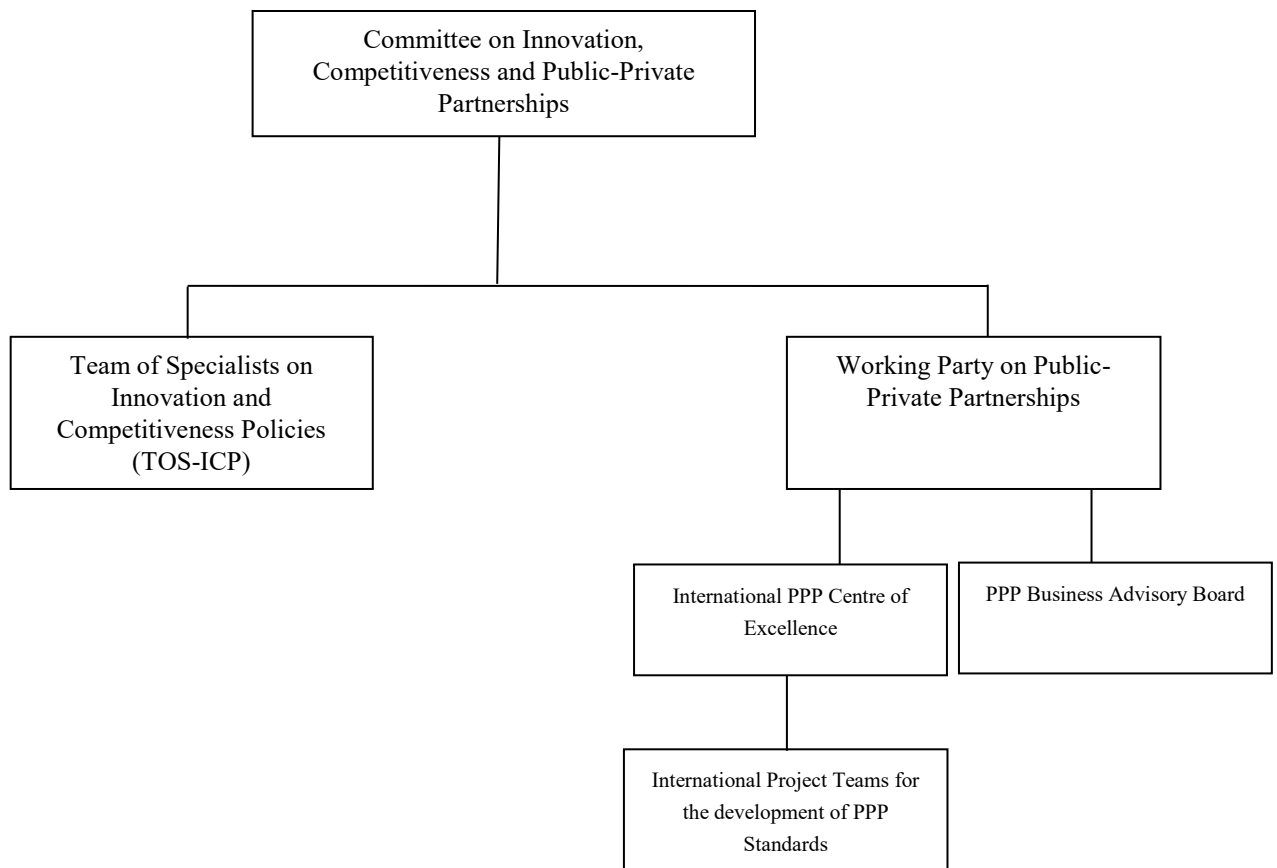 Committee on Innovation,
Competitiveness and Public-Private
Partnerships
Team of Specialists on
Innovation and
Competitiveness Policies
(TOS-ICP)
Working Party on Public-
Private Partnerships
International PPP Centre of
Excellence
PPP Business Advisory Board
International Project Teams for
the development of PPP
Standards